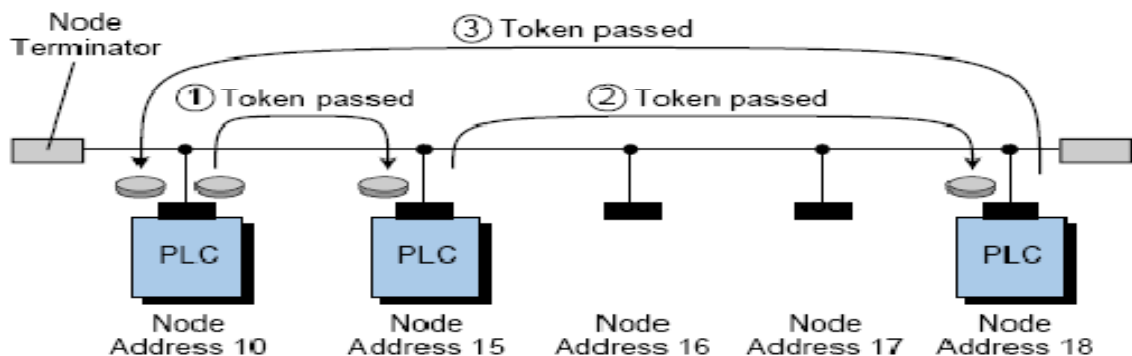 Node
Terminator
③ Token passed
① Token passed
② Token passed
PLC
PLC
PLC
Node
Address 10
Node
Address 15
Node
Address 16
Node
Address 17
Node
Address 18